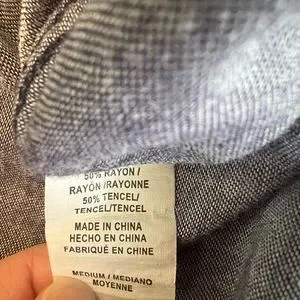 50% RAYON /
RAYÓN /RAYONNE
50% TENCEL/
TENCEL/TENCEL
MADE IN CHINA
HECHO EN CHINA
FABRIQUÉ EN CHINE
MEDIUM / MEDIANO
MOYENNE